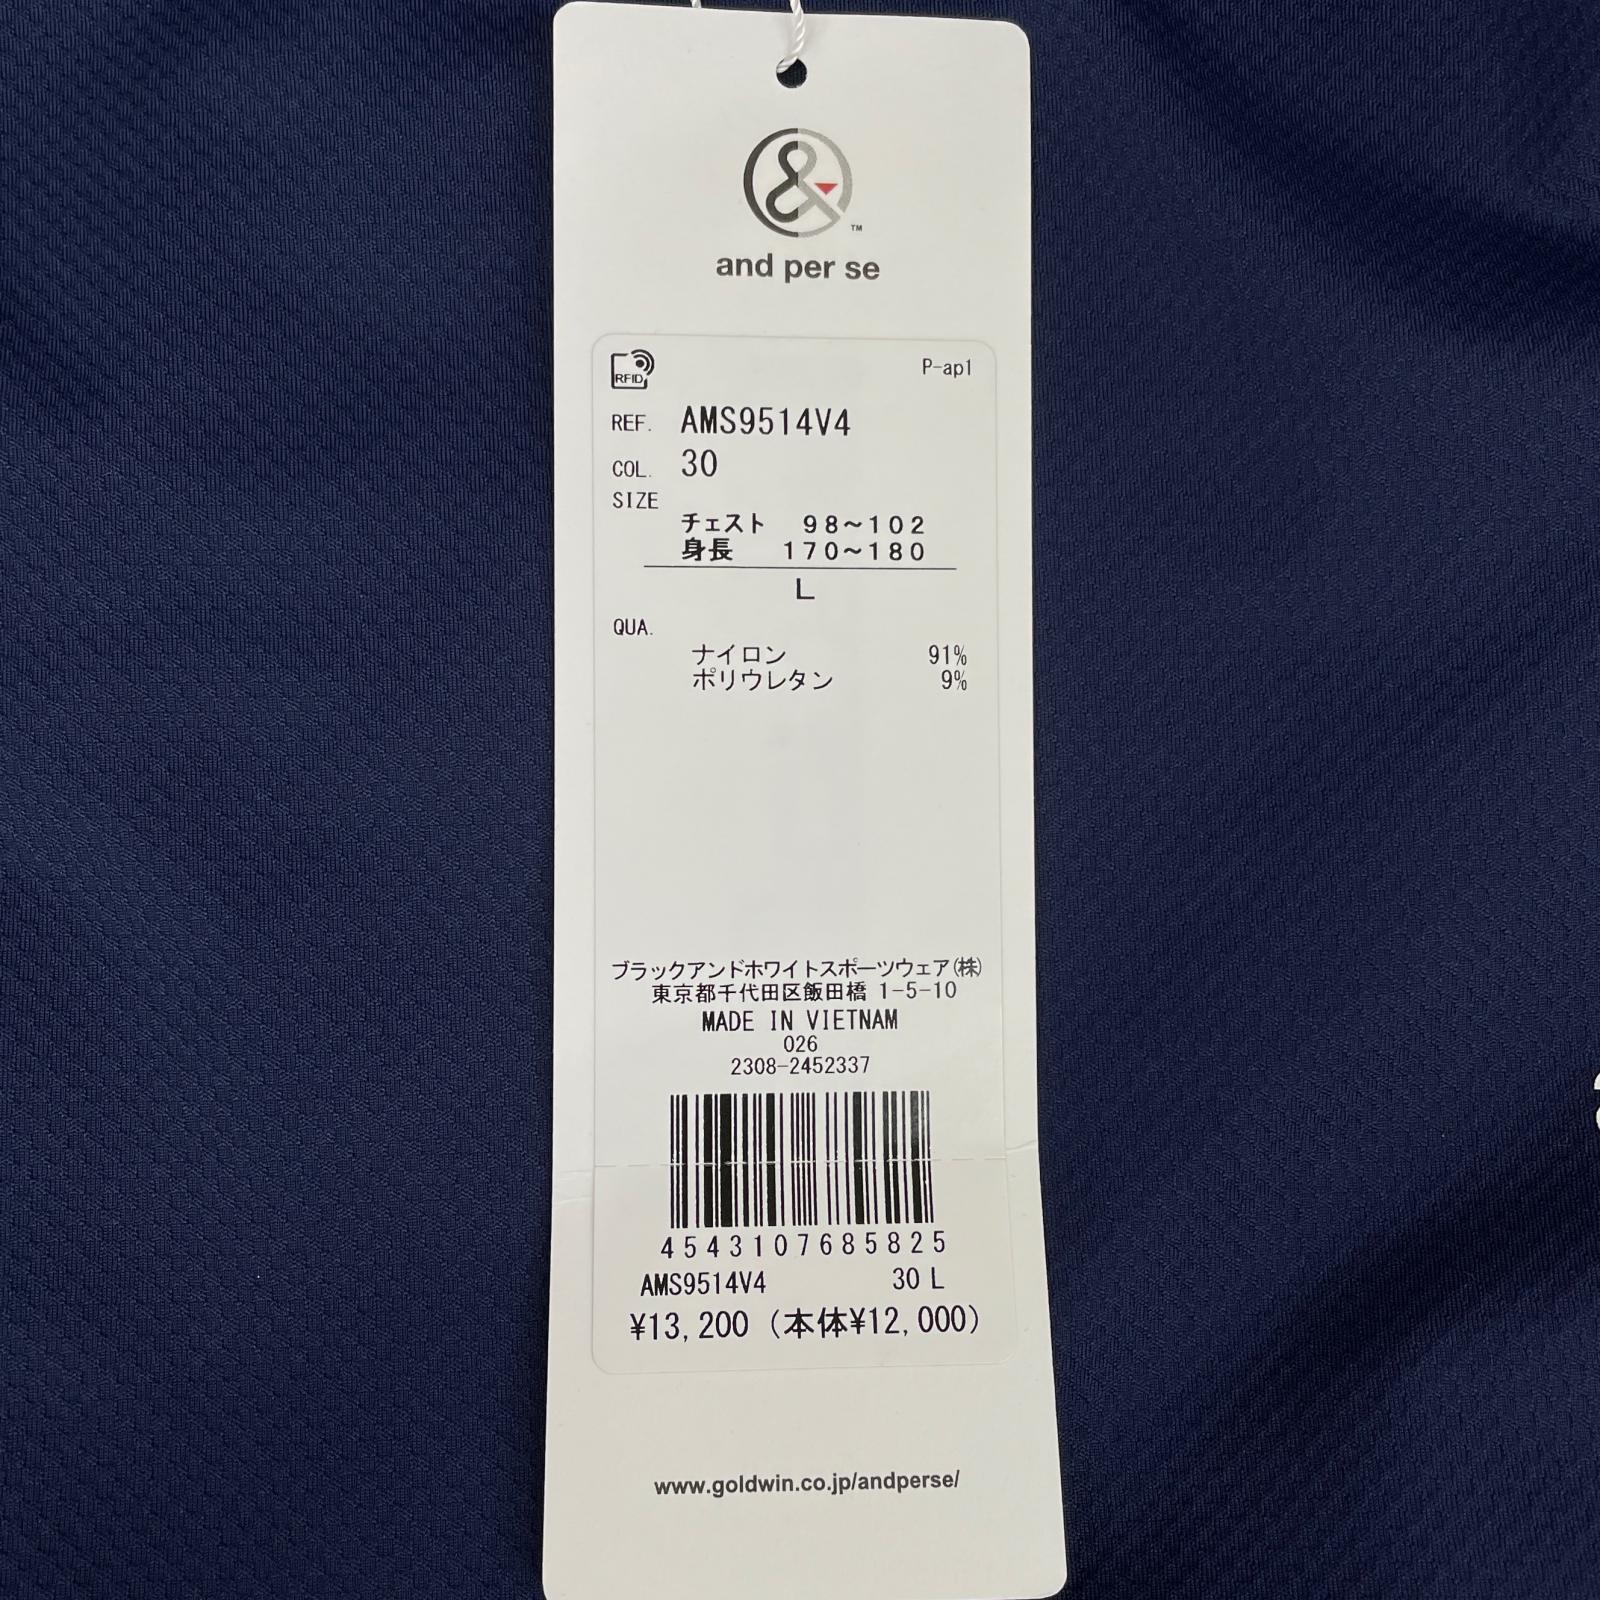 &
TM
and per se
RFID
P-ap1
REF. AMS9514V4
COL. 30
SIZE
チェスト 98~102
身長 170~180
L
QUA.
ナイロン 91%
ポリウレタン 9%
ブラックアンドホワイトスポーツウェア(株)
東京都千代田区飯田橋 1-5-10
MADE IN VIETNAM
026
2308-2452337
4543107685825
AMS9514V4 30 L
¥13,200 (本体¥12,000)
www.goldwin.co.jp/andperse/